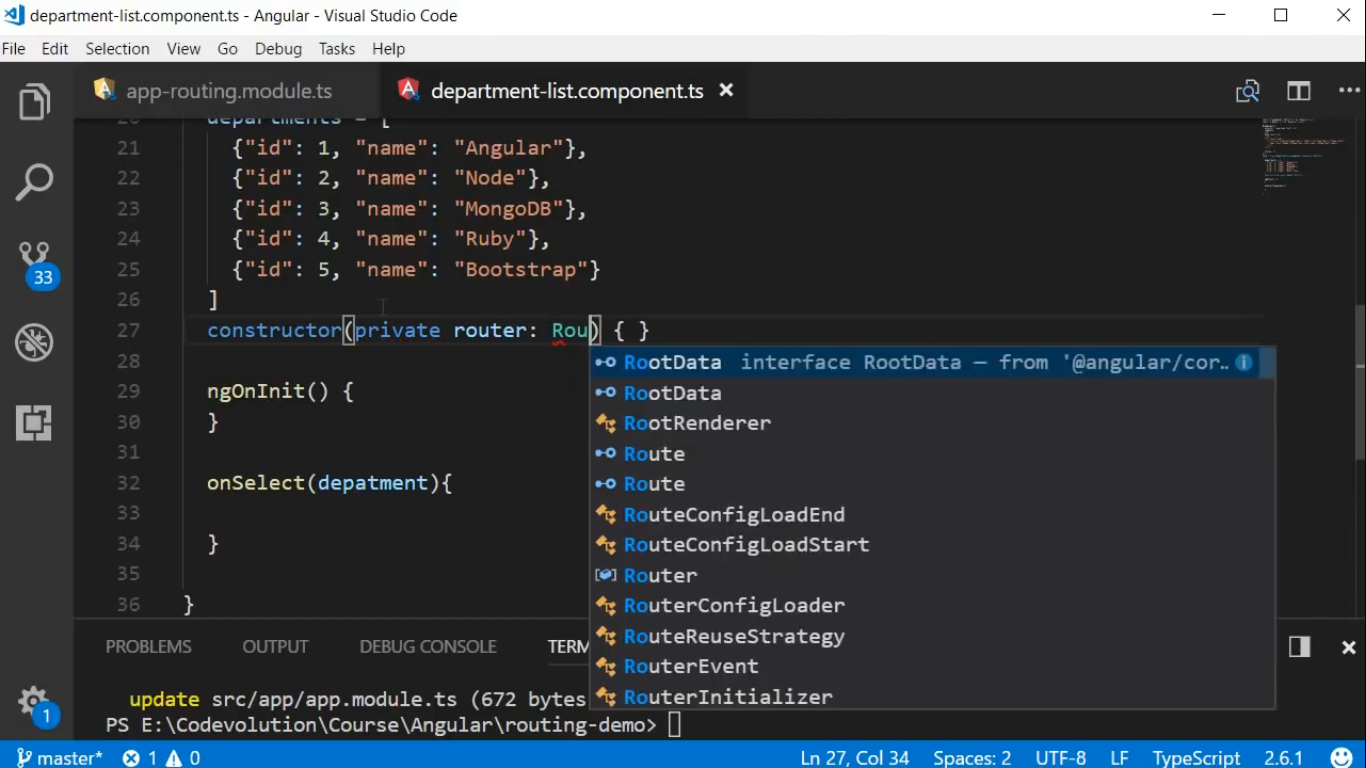 department-list.component.ts - Angular - Visual Studio Code
File Edit Selection View Go Debug Tasks Help
app-routing.module.ts department-list.component.ts
20 departments = [
21 {"id": 1, "name": "Angular"},
22 {"id": 2, "name": "Node"},
23 {"id": 3, "name": "MongoDB"},
24 {"id": 4, "name": "Ruby"},
25 {"id": 5, "name": "Bootstrap"}
26 ]
27 constructor(private router: Rou) { }
28
29 ngOnInit() {
30 }
31
32 onSelect(depatment){
33
34 }
35
36 }
RootData interface RootData — from '@angular/cor…
RootData
RootRenderer
Route
Route
RouteConfigLoadEnd
RouteConfigLoadStart
Router
RouterConfigLoader
RouteReuseStrategy
RouterEvent
RouterInitializer
33
1
PROBLEMS OUTPUT DEBUG CONSOLE TERM
update src/app/app.module.ts (672 bytes
PS E:\Codevolution\Course\Angular\routing-demo>
master* 1 0 Ln 27, Col 34 Spaces: 2 UTF-8 LF TypeScript 2.6.1